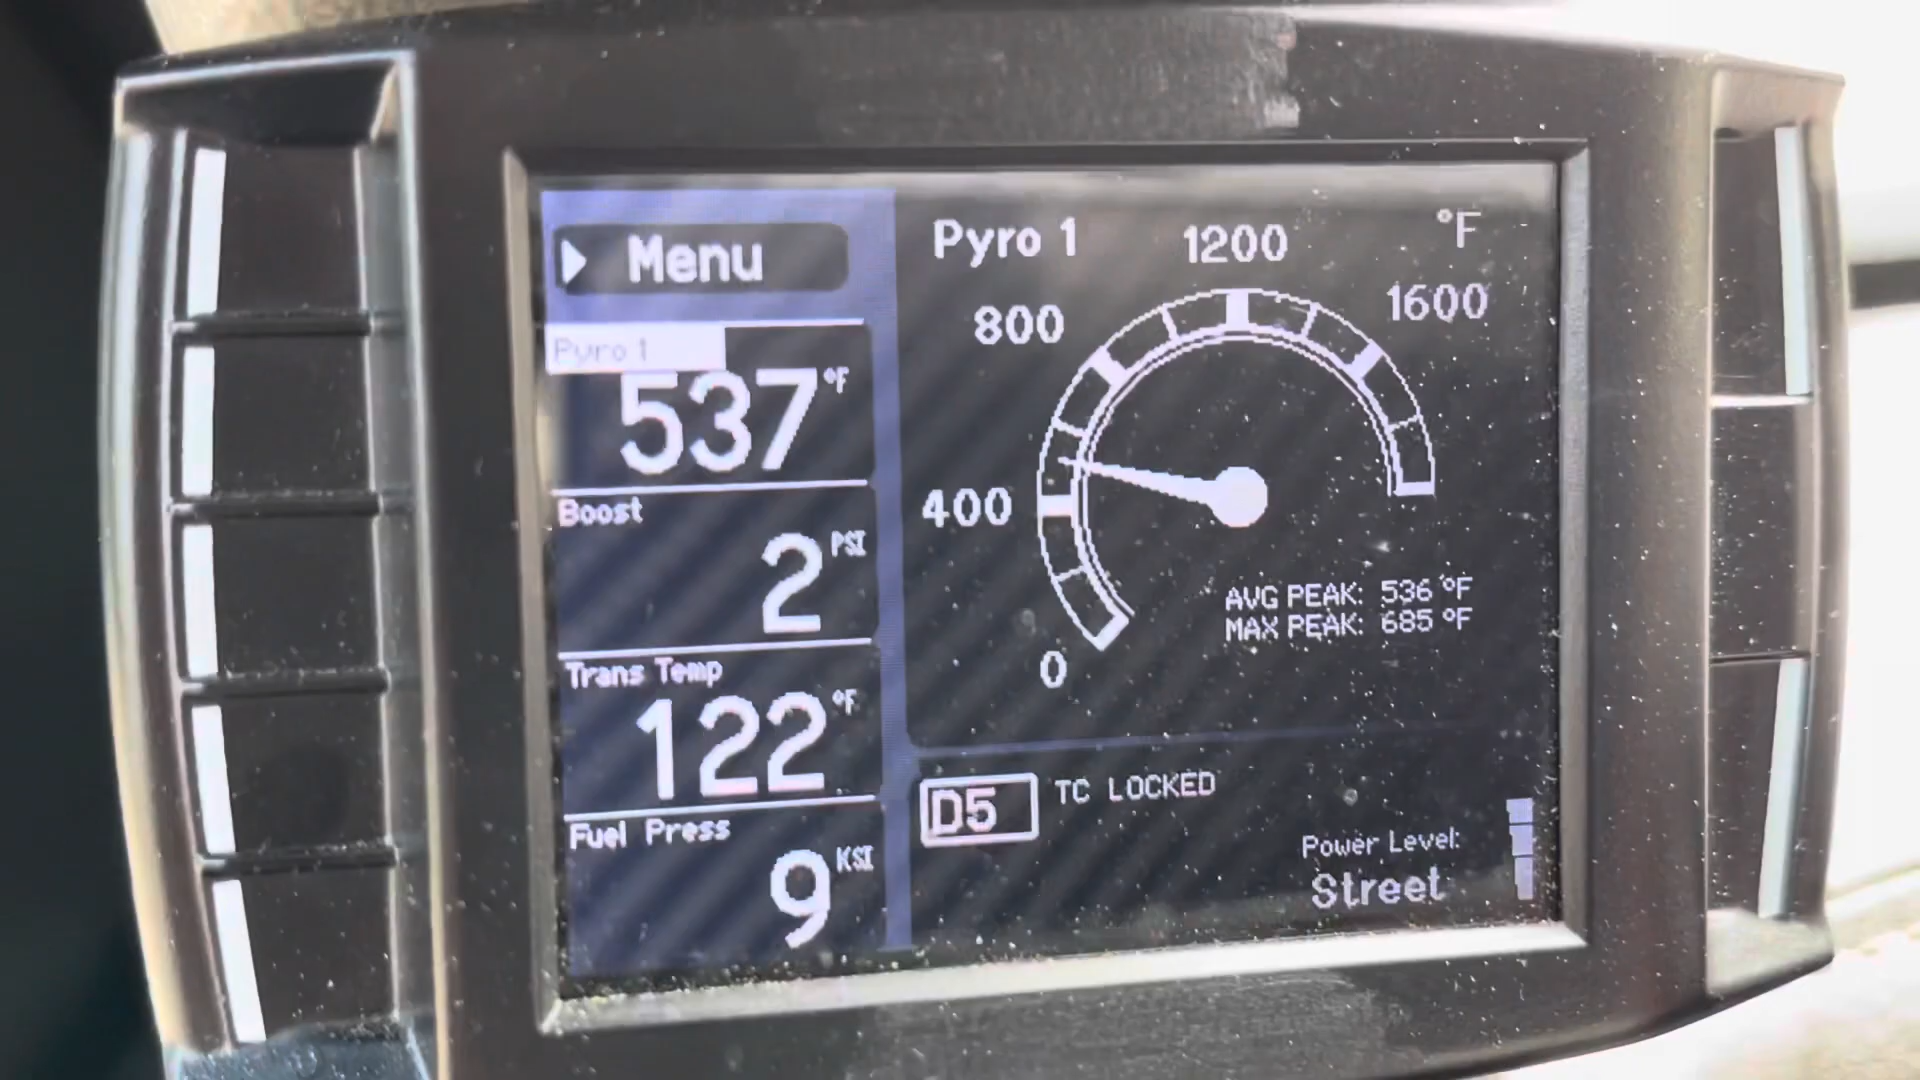 Menu
Pyro 1
537 °F
Boost
2 PSI
Trans Temp
122 °F
Fuel Press
9 KSI
Pyro 1
°F
0
400
800
1200
1600
AVG PEAK: 536 °F
MAX PEAK: 685 °F
D5 TC LOCKED
Power Level:
Street